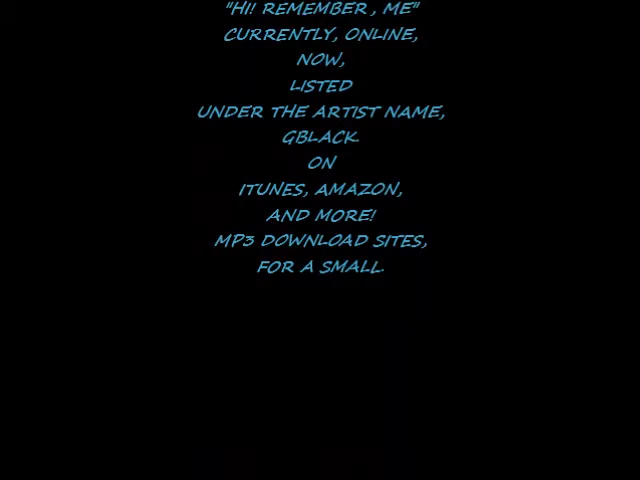 "HI! REMEMBER, ME"
CURRENTLY, ONLINE,
NOW,
LISTED
UNDER THE ARTIST NAME,
GBLACK.
ON
ITUNES, AMAZON,
AND MORE!
MP3 DOWNLOAD SITES,
FOR A SMALL.